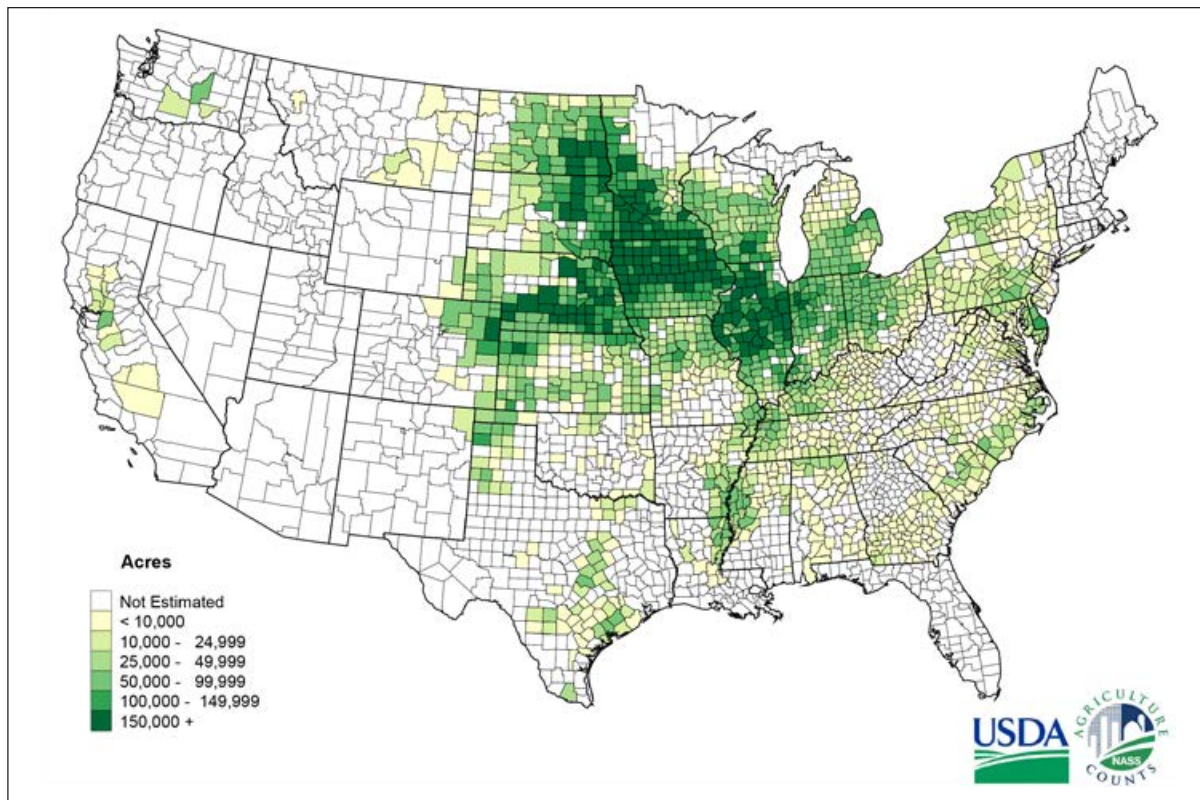 Acres
Not Estimated
< 10,000
10,000 - 24,999
25,000 - 49,999
50,000 - 99,999
100,000 - 149,999
150,000 +
USDA
AGRICULTURE
NASS
COUNTS